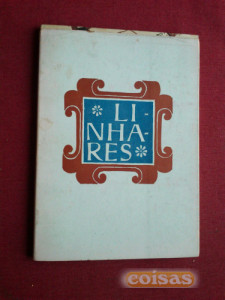 LI-
NHA-
RES
coisas